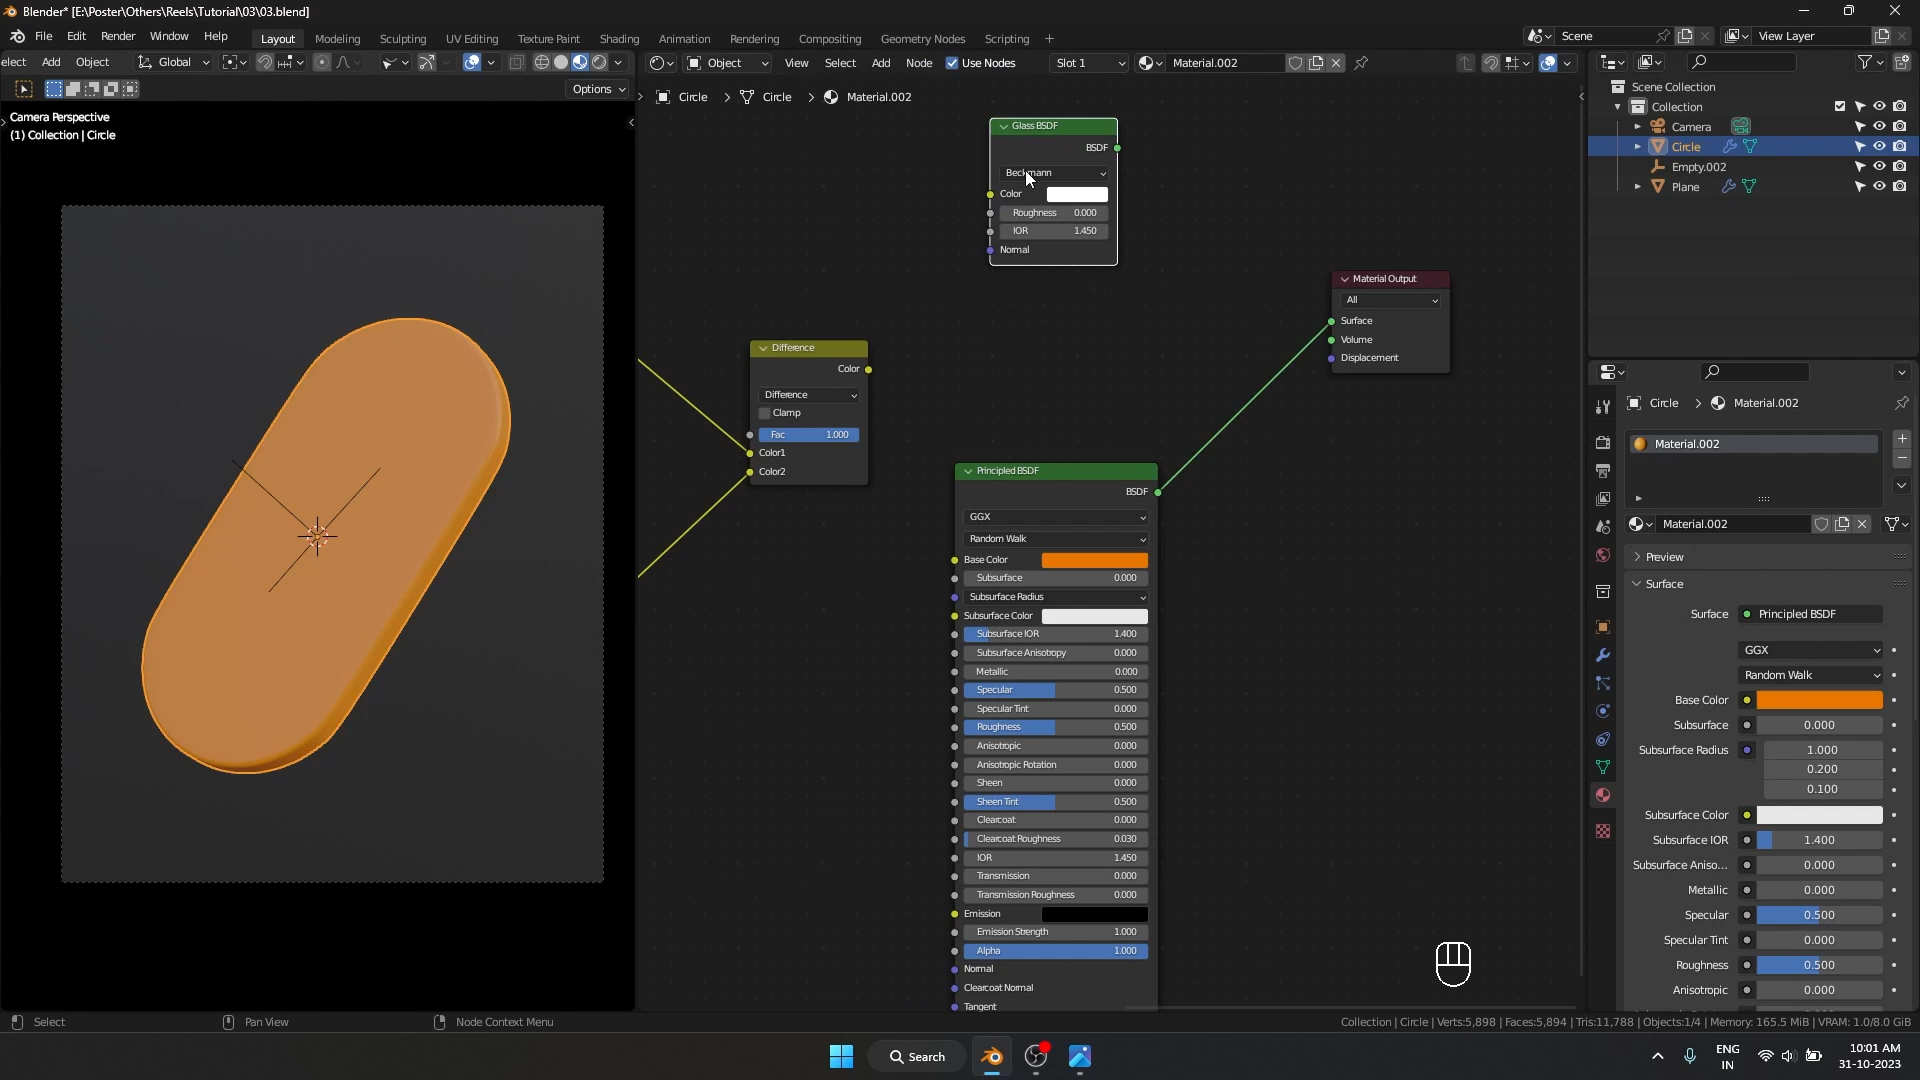 Blender* [E:\Poster\Others\Reels\Tutorial\03\03.blend]
File Edit Render Window Help Layout Modeling Sculpting UV Editing Texture Paint Shading Animation Rendering Compositing Geometry Nodes Scripting + Scene View Layer
elect Add Object Global Object View Select Add Node Use Nodes Slot 1 Material.002
Options
Circle > Circle > Material.002
Camera Perspective
(1) Collection | Circle
Glass BSDF
BSDF
Beckmann
Color
Roughness 0.000
IOR 1.450
Normal
Material Output
All
Surface
Volume
Displacement
Difference
Color
Difference
Clamp
Fac 1.000
Color1
Color2
Principled BSDF
BSDF
GGX
Random Walk
Base Color
Subsurface 0.000
Subsurface Radius
Subsurface Color
Subsurface IOR 1.400
Subsurface Anisotropy 0.000
Metallic 0.000
Specular 0.500
Specular Tint 0.000
Roughness 0.500
Anisotropic 0.000
Anisotropic Rotation 0.000
Sheen 0.000
Sheen Tint 0.500
Clearcoat 0.000
Clearcoat Roughness 0.030
IOR 1.450
Transmission 0.000
Transmission Roughness 0.000
Emission
Emission Strength 1.000
Alpha 1.000
Normal
Clearcoat Normal
Tangent
Scene Collection
Collection
Camera
Circle
Empty.002
Plane
Circle > Material.002
Material.002
Material.002
Preview
Surface
Surface Principled BSDF
GGX
Random Walk
Base Color
Subsurface 0.000
Subsurface Radius 1.000
0.200
0.100
Subsurface Color
Subsurface IOR 1.400
Subsurface Aniso... 0.000
Metallic 0.000
Specular 0.500
Specular Tint 0.000
Roughness 0.500
Anisotropic 0.000
Select Pan View Node Context Menu Collection | Circle | Verts:5,898 | Faces:5,894 | Tris:11,788 | Objects:1/4 | Memory: 165.5 MiB | VRAM: 1.0/8.0 GiB
Search
ENG
IN
10:01 AM
31-10-2023